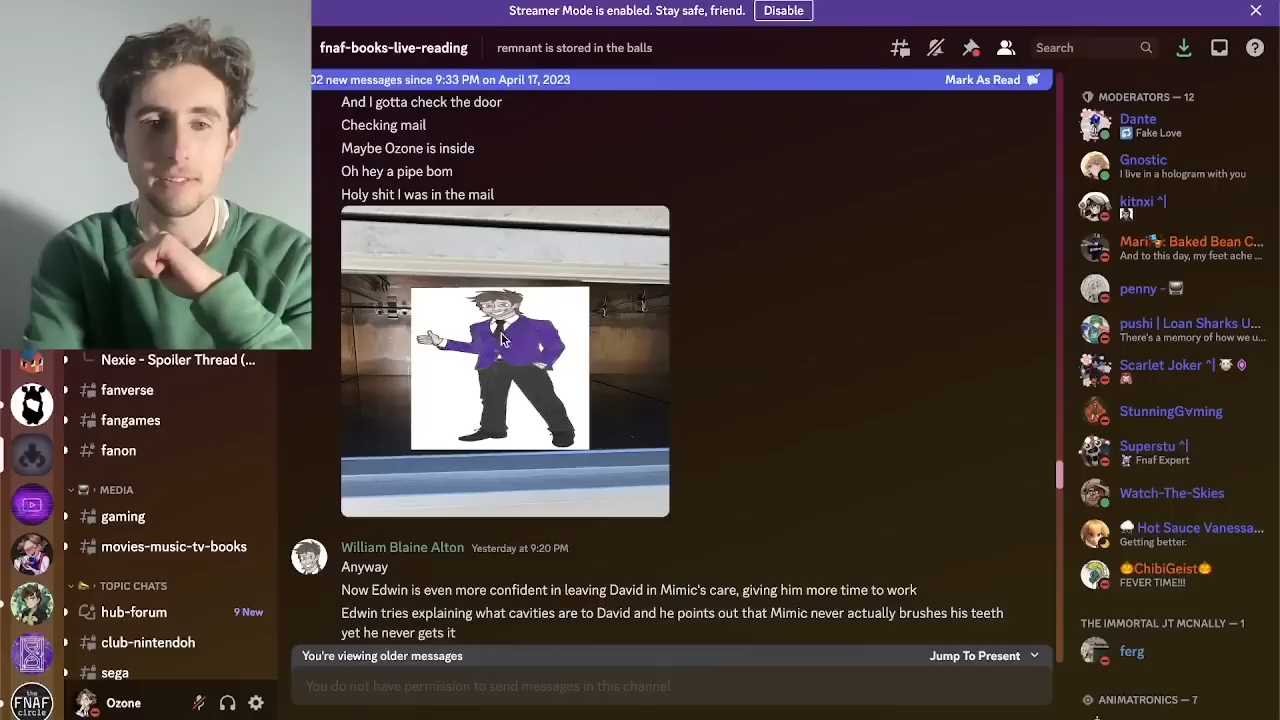 Streamer Mode is enabled. Stay safe, friend.
Disable
fnaf-books-live-reading
remnant is stored in the balls
Search
02 new messages since 9:33 PM on April 17, 2023
Mark As Read
And I gotta check the door
Checking mail
Maybe Ozone is inside
Oh hey a pipe bom
Holy shit I was in the mail
William Blaine Alton Yesterday at 9:20 PM
Anyway
Now Edwin is even more confident in leaving David in Mimic's care, giving him more time to work
Edwin tries explaining what cavities are to David and he points out that Mimic never actually brushes his teeth
yet he never gets it
You're viewing older messages
Jump To Present
You do not have permission to send messages in this channel.
Nexie - Spoiler Thread (...
fanverse
fangames
fanon
MEDIA
gaming
movies-music-tv-books
TOPIC CHATS
hub-forum
9 New
club-nintendoh
sega
THE FNAF CIRCLE
Ozone
MODERATORS — 12
Dante
Fake Love
Gnostic
I live in a hologram with you
kitnxi ^|
Mari : Baked Bean C...
And to this day, my feet ache ...
penny -
pushi | Loan Sharks U...
There's a memory of how we u...
Scarlet Joker ^|
StunningG∀ming
Superstu ^|
Fnaf Expert
Watch-The-Skies
Hot Sauce Vanessa...
Getting better.
ChibiGeist
FEVER TIME!!!
THE IMMORTAL JT MCNALLY — 1
ferg
ANIMATRONICS — 7